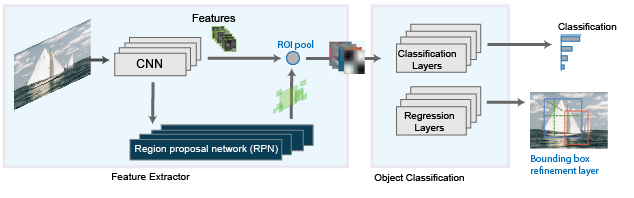 Features
ROI pool
CNN
Region proposal network (RPN)
Feature Extractor
Classification
Layers
Regression
Layers
Object Classification
Classification
Bounding box
refinement layer